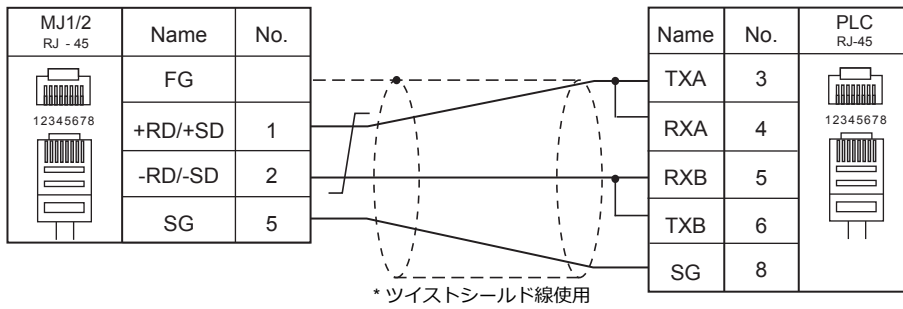 MJ1/2
RJ - 45
Name
No.
12345678
FG
+RD/+SD
1
-RD/-SD
2
SG
5
Name
No.
PLC
RJ-45
TXA
3
RXA
4
RXB
5
TXB
6
SG
8
12345678
* ツイストシールド線使用